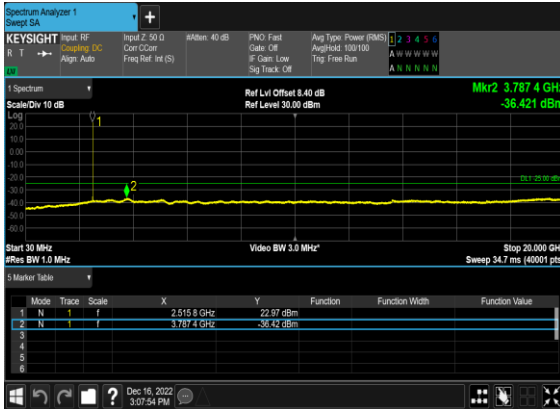 Spectrum Analyzer 1
Swept SA
+
KEYSIGHT Input: RF Input Z: 50 Ω #Atten: 40 dB PNO: Fast Avg Type: Power (RMS) 1 2 3 4 5 6
R T Coupling: DC Corr CCorr Gate: Off Avg|Hold: 100/100 A W W W W W
Align: Auto Freq Ref: Int (S) IF Gain: Low Trig: Free Run
LXI Sig Track: Off A N N N N N
1 Spectrum Ref Lvl Offset 8.40 dB Mkr2 3.787 4 GHz
Scale/Div 10 dB Ref Level 30.00 dBm -36.421 dBm
Log
20.0
10.0
0.00
-10.0
-20.0
-30.0
-40.0
-50.0
-60.0
1
2
DL1 -25.00 dBm
Start 30 MHz Video BW 3.0 MHz* Stop 20.000 GHz
#Res BW 1.0 MHz Sweep 34.7 ms (40001 pts)
5 Marker Table
Mode Trace Scale X Y Function Function Width Function Value
1 N 1 f 2.515 8 GHz 22.97 dBm
2 N 1 f 3.787 4 GHz -36.42 dBm
3
4
5
6
?
Dec 16, 2022
3:07:54 PM